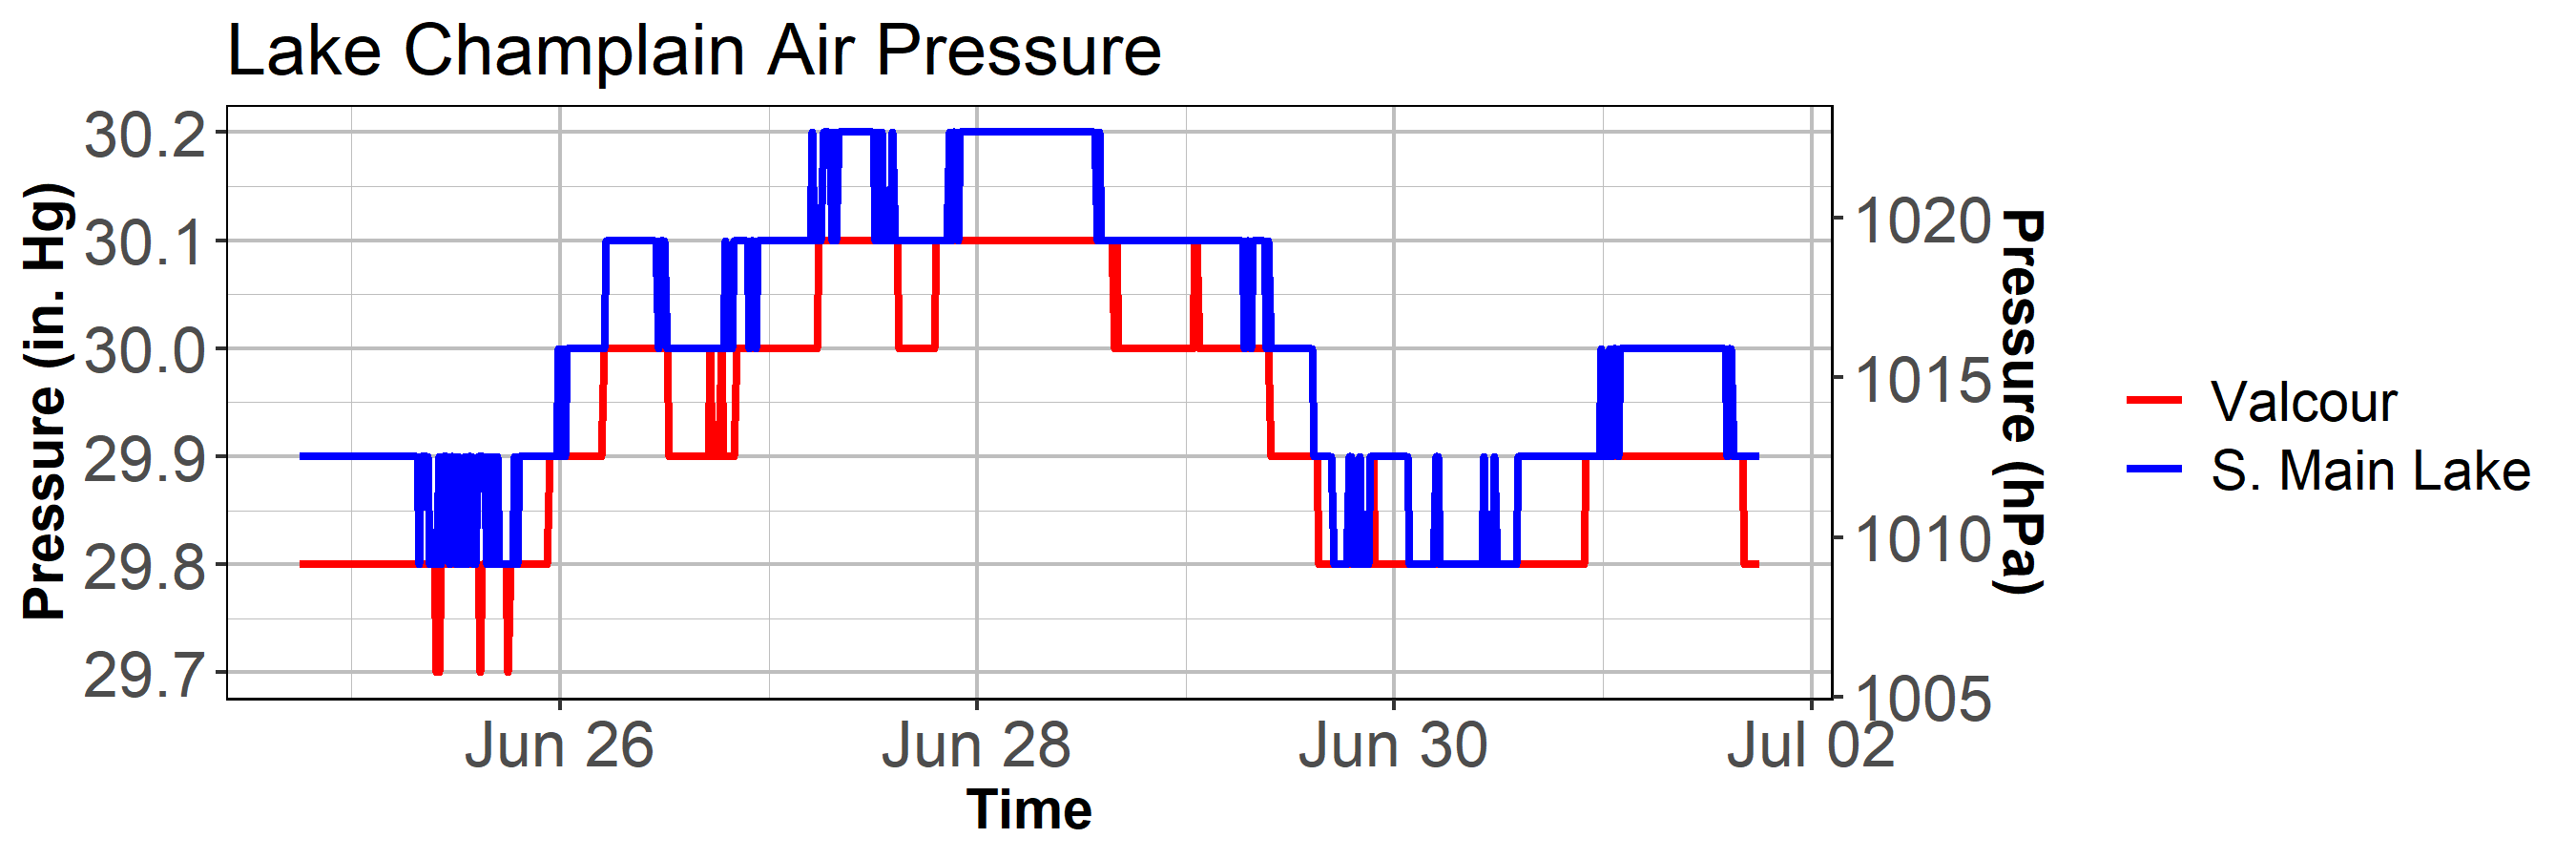 Lake Champlain Air Pressure
Pressure (in. Hg)
30.2
30.1
30.0
29.9
29.8
29.7
1020
1015
1010
1005
Pressure (hPa)
Valcour
S. Main Lake
Jun 26 Jun 28 Jun 30 Jul 02
Time